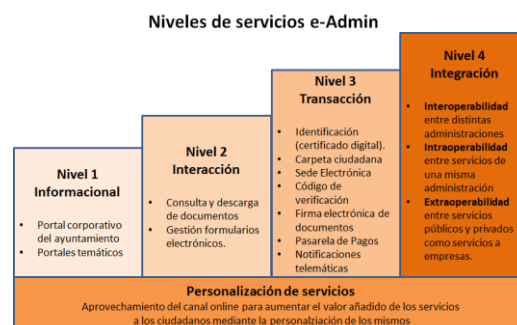 Niveles de servicios e-Admin
Nivel 1
Informacional
• Portal corporativo
del ayuntamiento
• Portales temáticos
Nivel 2
Interacción
• Consulta y descarga
de documentos
• Gestión formularios
electrónicos.
Nivel 3
Transacción
• Identificación
(certificado digital).
• Carpeta ciudadana
• Sede Electrónica
• Código de
verificación
• Firma electrónica de
documentos
• Pasarela de Pagos
• Notificaciones
telemáticas
Nivel 4
Integración
• Interoperabilidad
entre distintas
administraciones
• Intraoperabilidad
entre servicios de
una misma
administración
• Extraoperabilidad
entre servicios
públicos y privados
como servicios a
empresas.
Personalización de servicios
Aprovechamiento del canal online para aumentar el valor añadido de los servicios
a los ciudadanos mediante la personalziación de los mismos